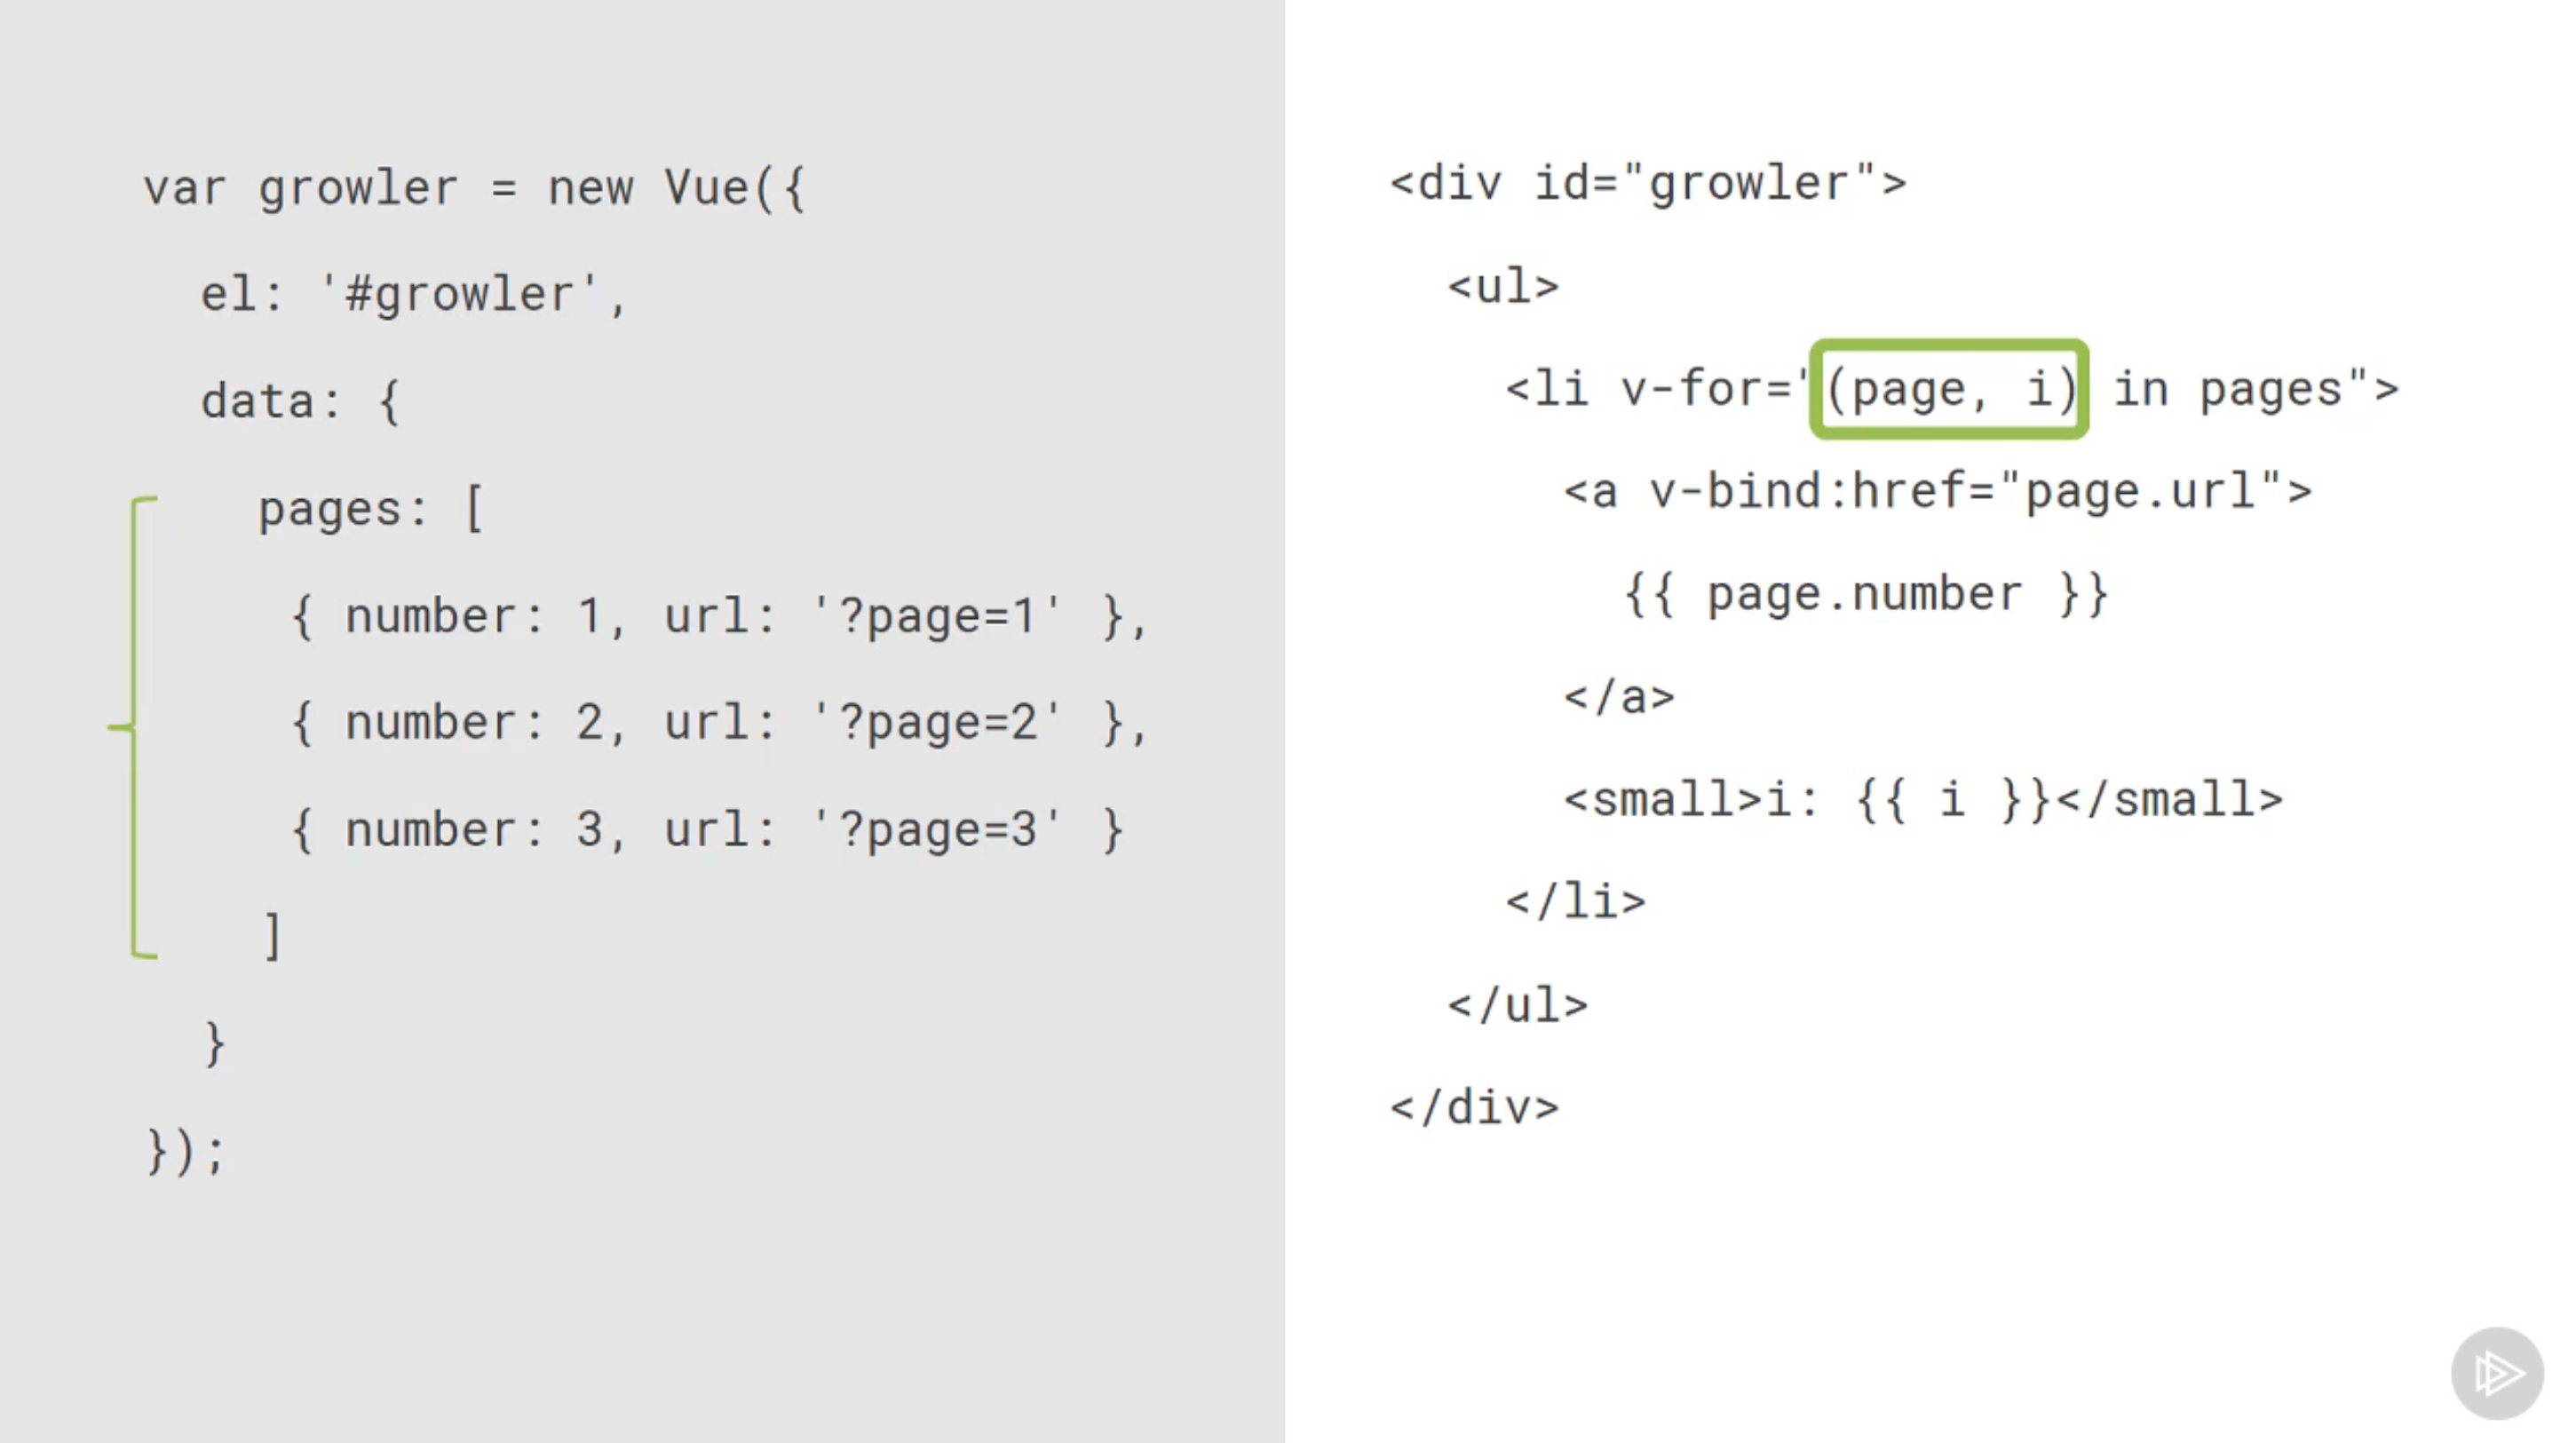 var growler = new Vue({
  el: '#growler',
  data: {
    pages: [
     { number: 1, url: '?page=1' },
     { number: 2, url: '?page=2' },
     { number: 3, url: '?page=3' }
    ]
  }
});
<div id="growler">
  <ul>
    <li v-for='(page, i) in pages">
      <a v-bind:href="page.url">
        {{ page.number }}
      </a>
      <small>i: {{ i }}</small>
    </li>
  </ul>
</div>